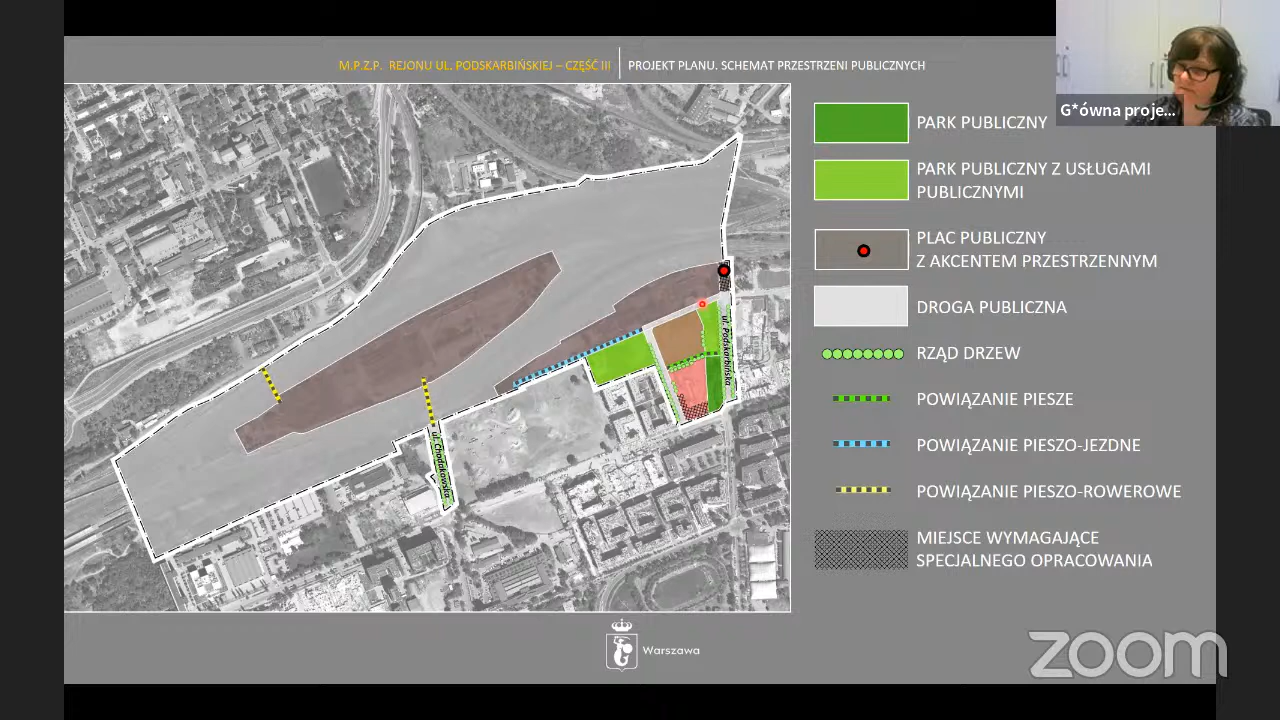 M.P.Z.P. REJONU UL. PODSKARBIŃSKIEJ – CZĘŚĆ III
PROJEKT PLANU. SCHEMAT PRZESTRZENI PUBLICZNYCH
G*ówna proje...
PARK PUBLICZNY
PARK PUBLICZNY Z USŁUGAMI
PUBLICZNYMI
PLAC PUBLICZNY
Z AKCENTEM PRZESTRZENNYM
DROGA PUBLICZNA
RZĄD DRZEW
POWIĄZANIE PIESZE
POWIĄZANIE PIESZO-JEZDNE
POWIĄZANIE PIESZO-ROWEROWE
MIEJSCE WYMAGAJĄCE
SPECJALNEGO OPRACOWANIA
ul. Podskarbińska
ul. Chodakowska
Warszawa
zoom